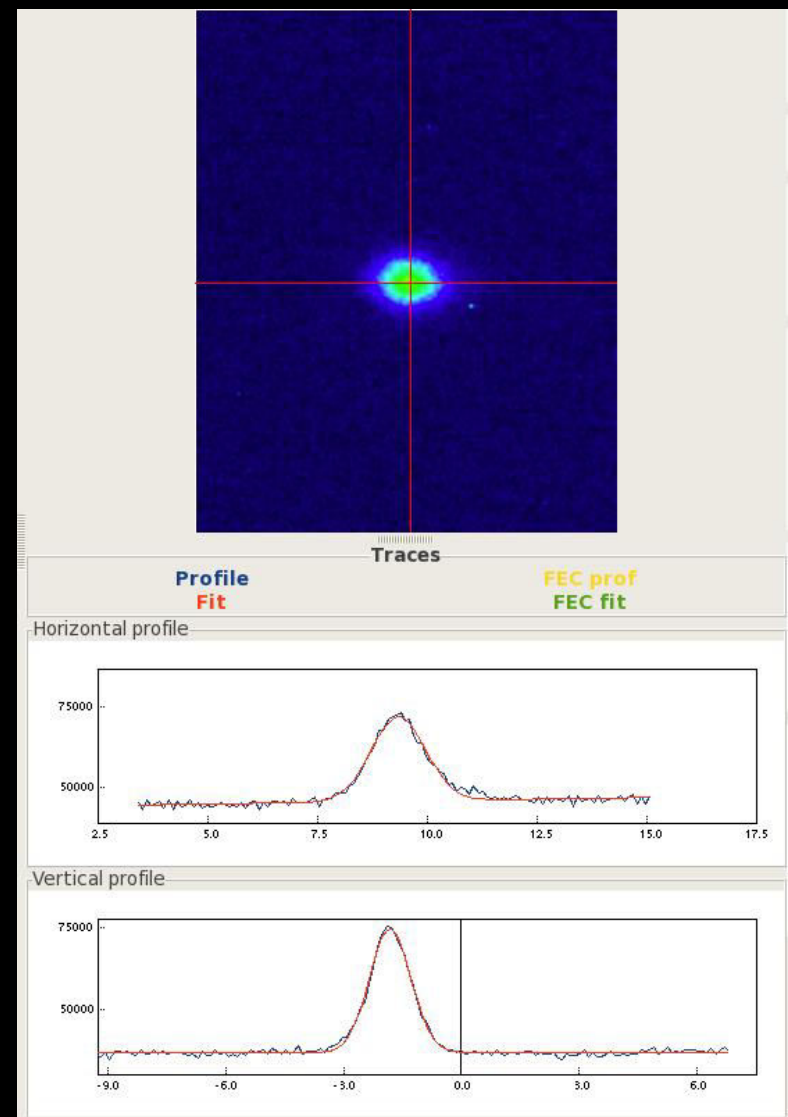 Traces
Profile FEC prof
Fit FEC fit
Horizontal profile
75000
50000
2.5 5.0 7.5 10.0 12.5 15.0 17.5
Vertical profile
75000
50000
-9.0 -6.0 -3.0 0.0 3.0 6.0